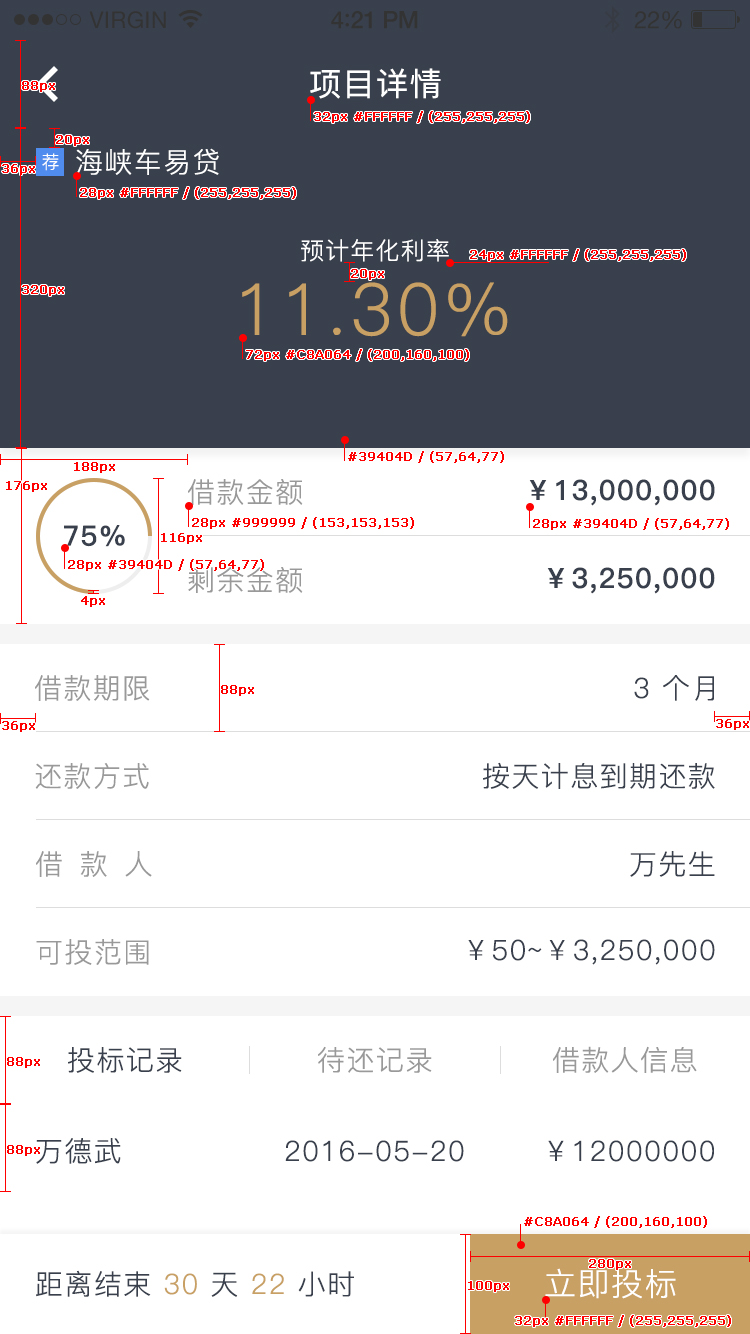 VIRGIN 4:21 PM 22%
88px
项目详情
32px #FFFFFF / (255,255,255)
20px
36px 荐 海峡车易贷
28px #FFFFFF / (255,255,255)
预计年化利率 24px #FFFFFF / (255,255,255)
20px
320px
11.30%
72px #C8A064 / (200,160,100)
#39404D / (57,64,77)
188px
176px
借款金额 ¥13,000,000
28px #999999 / (153,153,153) 28px #39404D / (57,64,77)
75% 116px
28px #39404D / (57,64,77)
剩余金额 ¥3,250,000
4px
借款期限 88px 3 个月
36px 36px
还款方式 按天计息到期还款
借 款 人 万先生
可投范围 ¥50~¥3,250,000
88px 投标记录 待还记录 借款人信息
88px 万德武 2016-05-20 ¥12000000
#C8A064 / (200,160,100)
280px
距离结束 30 天 22 小时 100px 立即投标
32px #FFFFFF / (255,255,255)